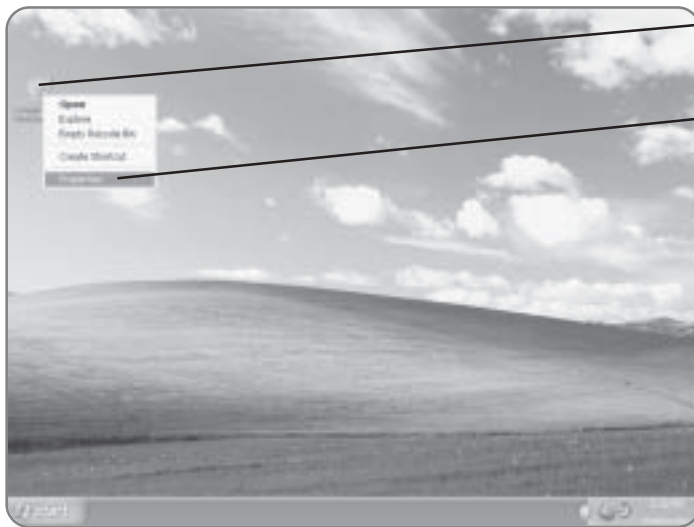 Open
Explore
Empty Recycle Bin
Create Shortcut
Properties
start